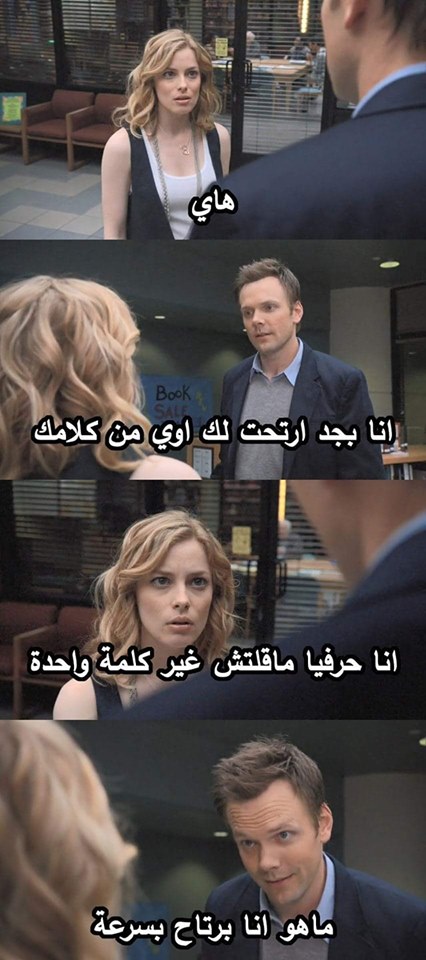 هاي
BOOK
SALE
انا بجد ارتحت لك اوي من كلامك
انا حرفيا ماقلتش غير كلمة واحدة
ماهو انا برتاح بسرعة